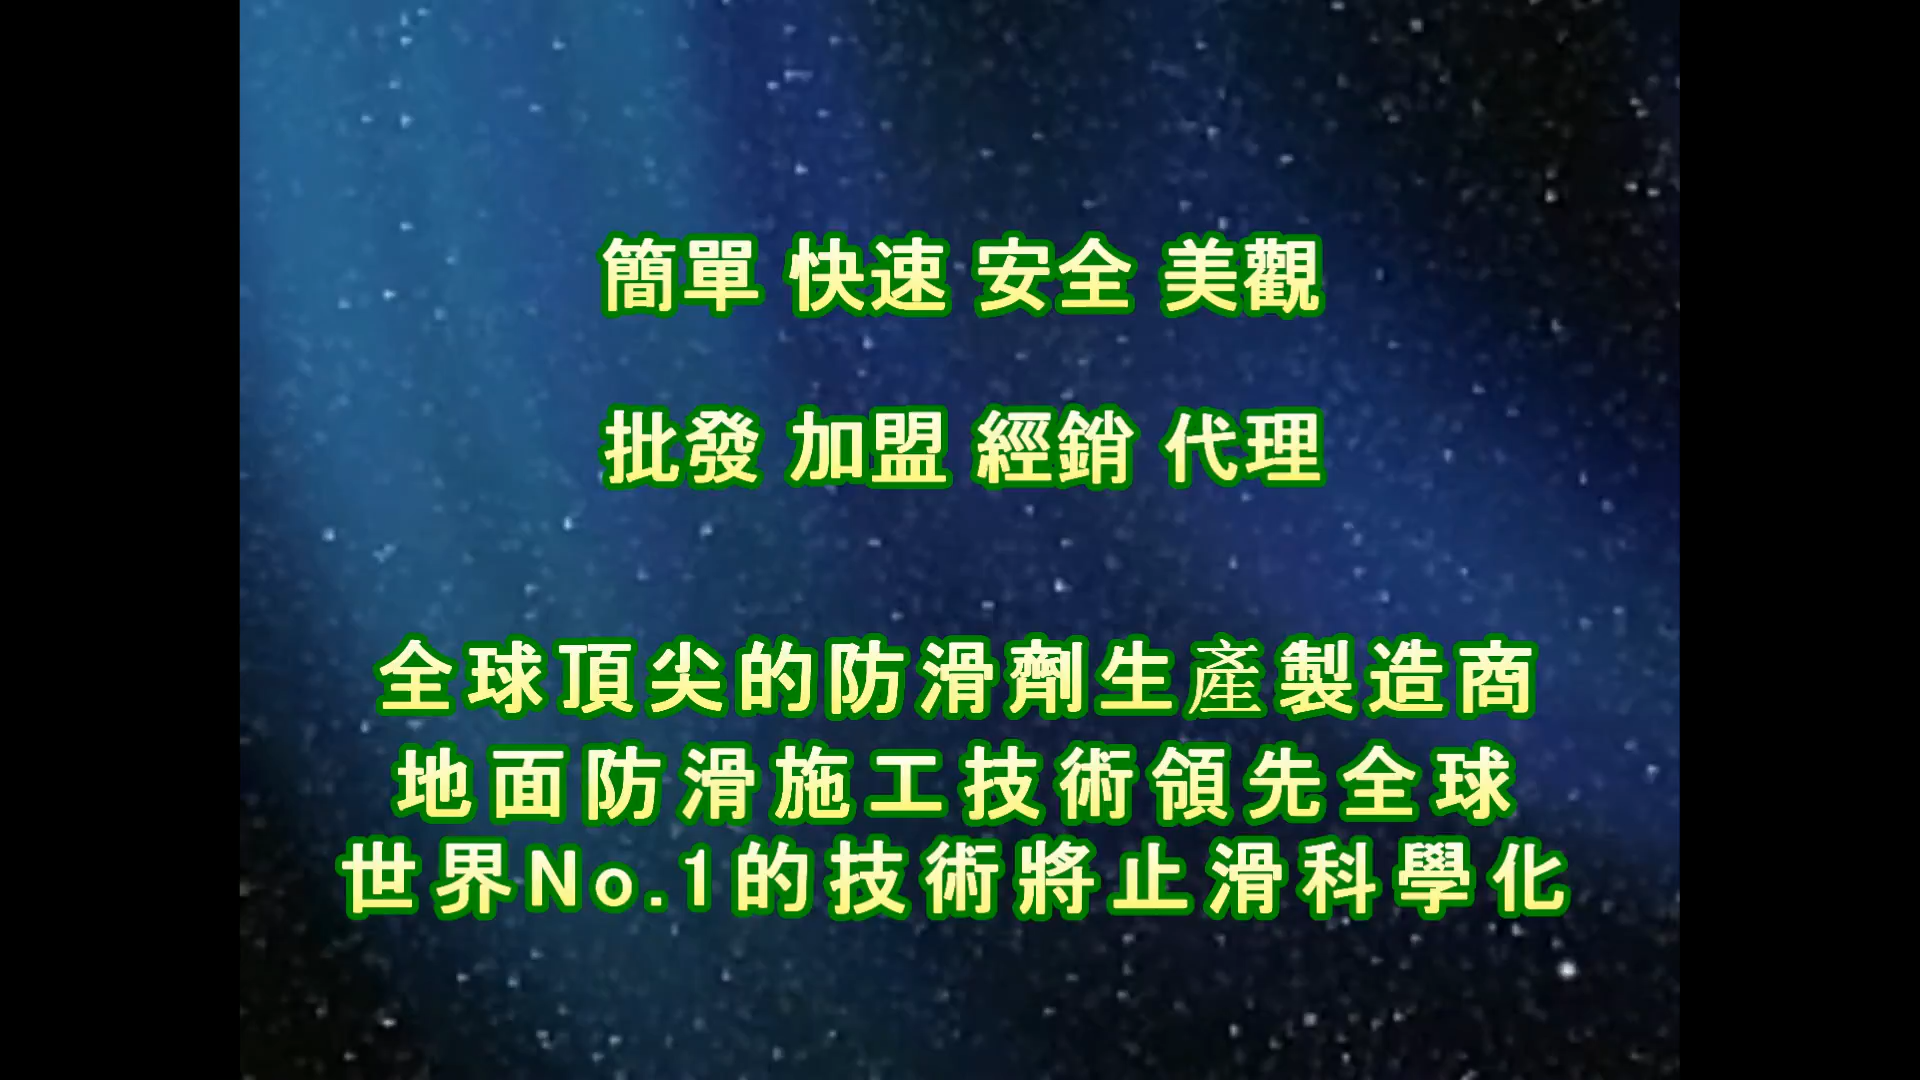 簡單 快速 安全 美觀
批發 加盟 經銷 代理
全球頂尖的防滑劑生產製造商
地面防滑施工技術領先全球
世界No.1的技術將止滑科學化